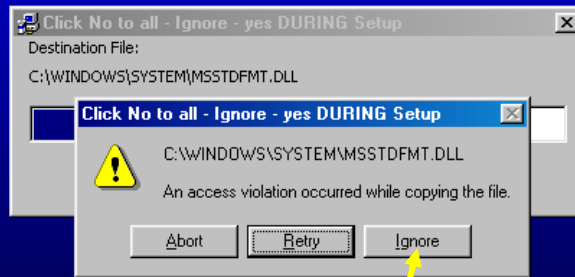 Click No to all - Ignore - yes DURING Setup
Destination File:
C:\WINDOWS\SYSTEM\MSSTDFMT.DLL
Click No to all - Ignore - yes DURING Setup
C:\WINDOWS\SYSTEM\MSSTDFMT.DLL
An access violation occurred while copying the file.
Abort Retry Ignore